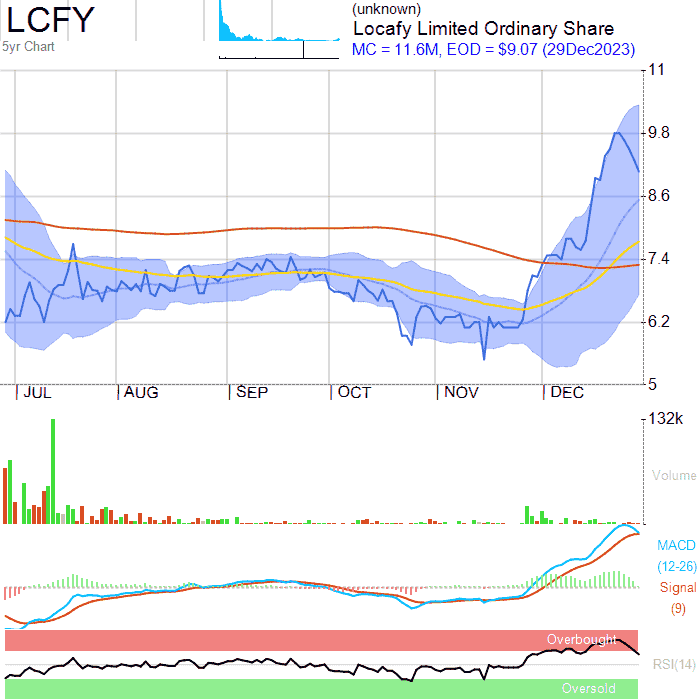 LCFY
5yr Chart
(unknown)
Locafy Limited Ordinary Share
MC = 11.6M, EOD = $9.07 (29Dec2023)
11
9.8
8.6
7.4
6.2
5
JUL AUG SEP OCT NOV DEC
132k
Volume
MACD
(12-26)
Signal
(9)
Overbought
RSI(14)
Oversold